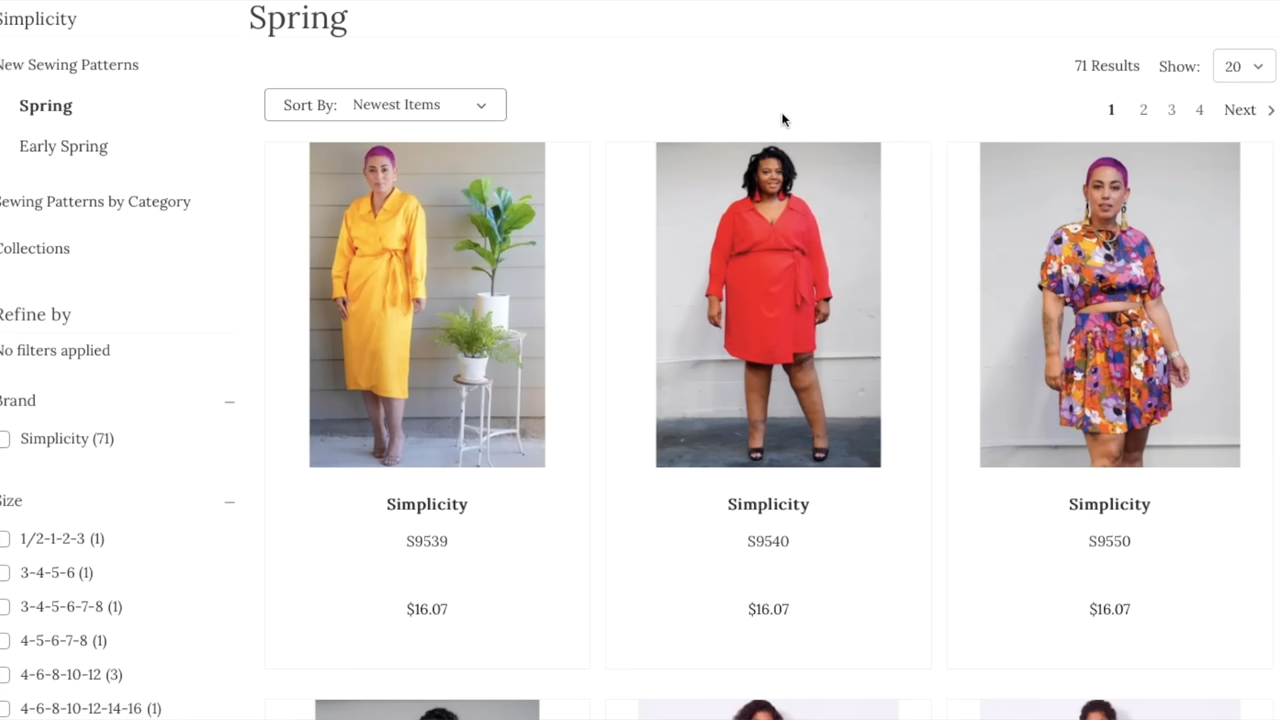 Simplicity
Spring
New Sewing Patterns
71 Results Show: 20
Spring
Sort By: Newest Items
1 2 3 4 Next
Early Spring
Sewing Patterns by Category
Collections
Refine by
No filters applied
Brand
Simplicity (71)
Size
1/2-1-2-3 (1)
3-4-5-6 (1)
3-4-5-6-7-8 (1)
4-5-6-7-8 (1)
4-6-8-10-12 (3)
4-6-8-10-12-14-16 (1)
Simplicity
S9539
$16.07
Simplicity
S9540
$16.07
Simplicity
S9550
$16.07